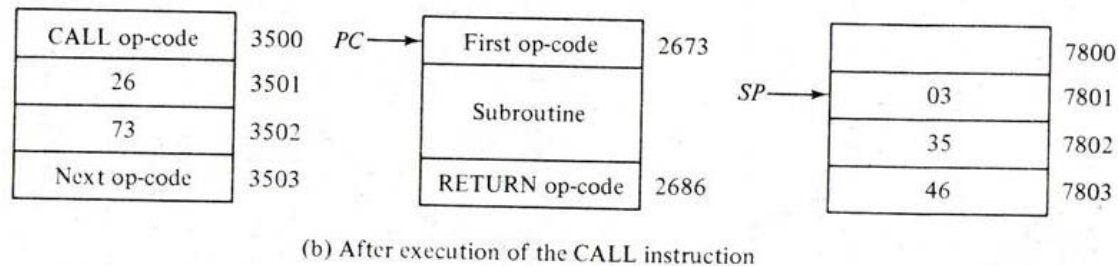 CALL op-code 3500
26 3501
73 3502
Next op-code 3503
PC
First op-code 2673
Subroutine
RETURN op-code 2686
7800
SP
03 7801
35 7802
46 7803
(b) After execution of the CALL instruction